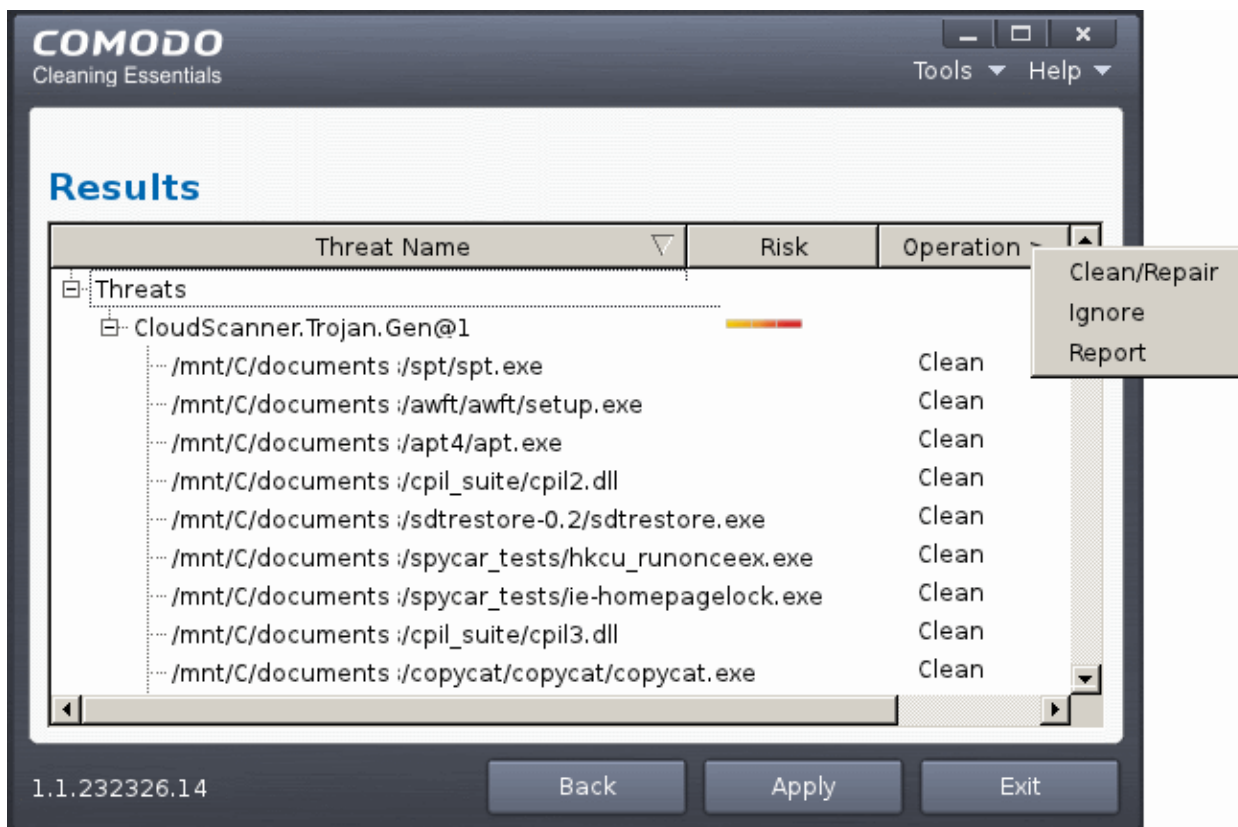 COMODO
Cleaning Essentials
Tools Help
Results
Threat Name Risk Operation
Clean/Repair
Ignore
Report
Threats
CloudScanner.Trojan.Gen@1
/mnt/C/documents :/spt/spt.exe Clean
/mnt/C/documents :/awft/awft/setup.exe Clean
/mnt/C/documents :/apt4/apt.exe Clean
/mnt/C/documents :/cpil_suite/cpil2.dll Clean
/mnt/C/documents :/sdtrestore-0.2/sdtrestore.exe Clean
/mnt/C/documents :/spycar_tests/hkcu_runonceex.exe Clean
/mnt/C/documents :/spycar_tests/ie-homepagelock.exe Clean
/mnt/C/documents :/cpil_suite/cpil3.dll Clean
/mnt/C/documents :/copycat/copycat/copycat.exe Clean
1.1.232326.14 Back Apply Exit